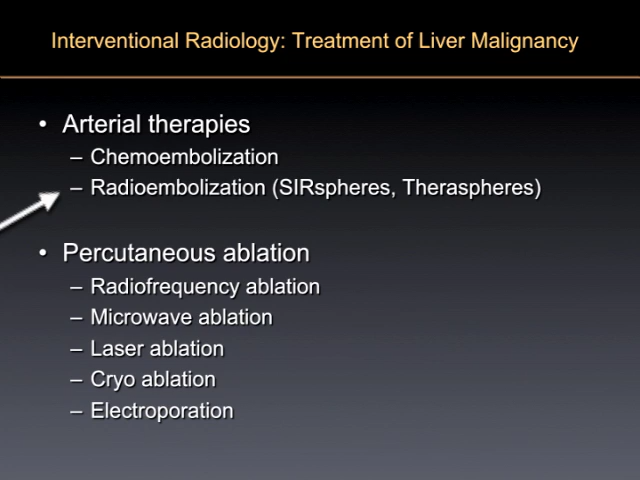 Interventional Radiology: Treatment of Liver Malignancy
• Arterial therapies
– Chemoembolization
– Radioembolization (SIRspheres, Theraspheres)
• Percutaneous ablation
– Radiofrequency ablation
– Microwave ablation
– Laser ablation
– Cryo ablation
– Electroporation